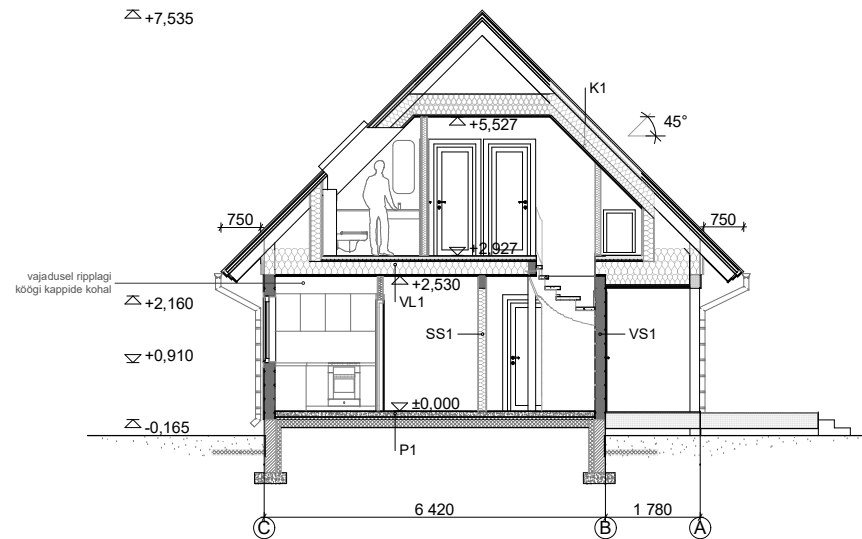 +7,535
K1
+5,527
45°
750
750
+2,927
vajadusel ripplagi
köögi kappide kohal
+2,530
VL1
+2,160
SS1
VS1
+0,910
±0,000
-0,165
P1
6 420
1 780
C
B
A